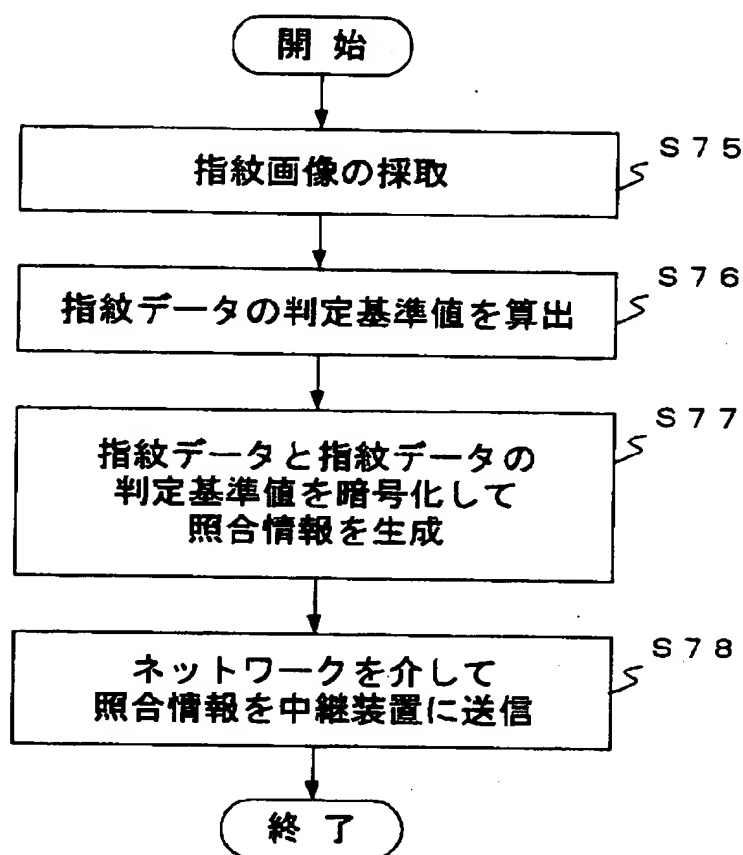 開 始
S75
指紋画像の採取
S76
指紋データの判定基準値を算出
S77
指紋データと指紋データの
判定基準値を暗号化して
照合情報を生成
S78
ネットワークを介して
照合情報を中継装置に送信
終 了